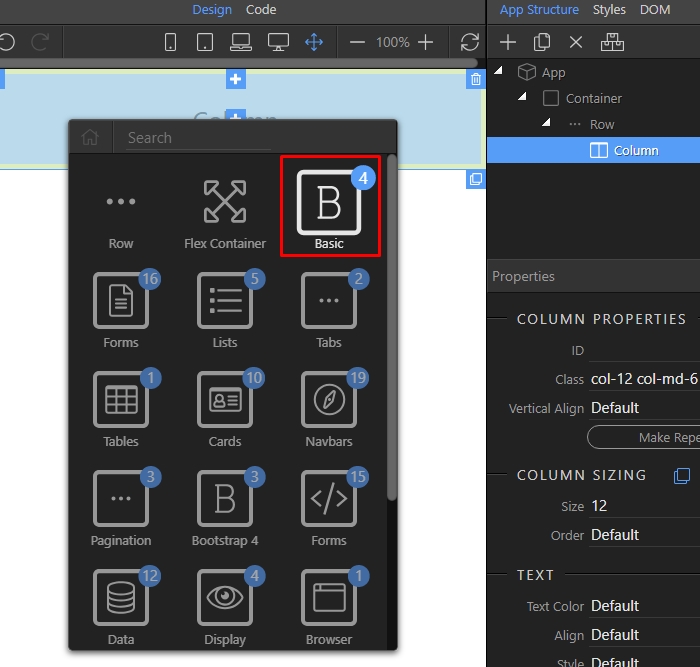 Design Code
App Structure Styles DOM
100%
App
Container
Row
Column
Search
4
Row Flex Container Basic
16 5 2
Forms Lists Tabs
1 10 19
Tables Cards Navbars
3 3 15
Pagination Bootstrap 4 Forms
12 4 1
Data Display Browser
Properties
COLUMN PROPERTIES
ID
Class col-12 col-md-6
Vertical Align Default
Make Repe
COLUMN SIZING
Size 12
Order Default
TEXT
Text Color Default
Align Default
Style Default